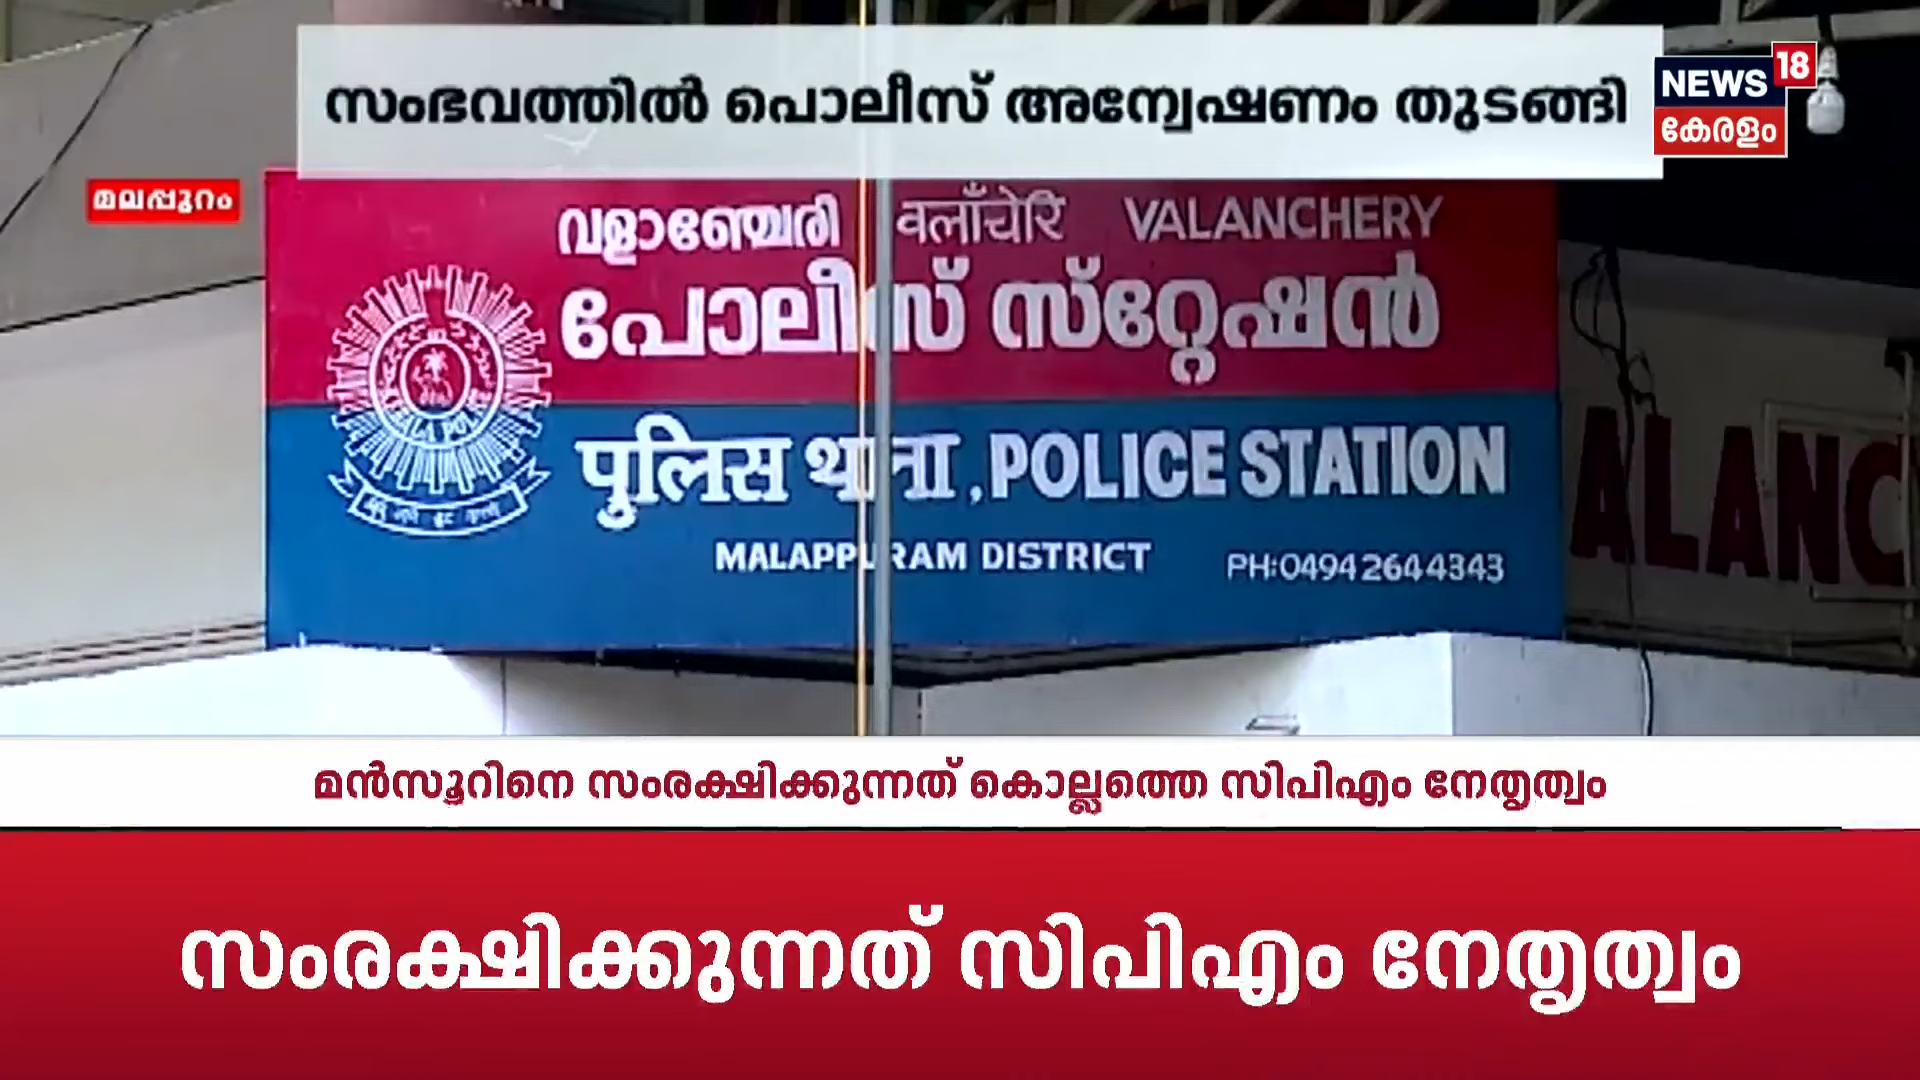 സംഭവത്തിൽ പൊലീസ് അന്വേഷണം തുടങ്ങി
NEWS 18
കേരളം
മലപ്പുറം
വളാഞ്ചേരി वलाँचेरि VALANCHERY
പോലീസ് സ്റ്റേഷൻ
पुलिस थाना, POLICE STATION
MALAPPURAM DISTRICT PH:04942644343
ALANC
മൻസൂറിനെ സംരക്ഷിക്കുന്നത് കൊല്ലത്തെ സിപിഎം നേതൃത്വം
സംരക്ഷിക്കുന്നത് സിപിഎം നേതൃത്വം